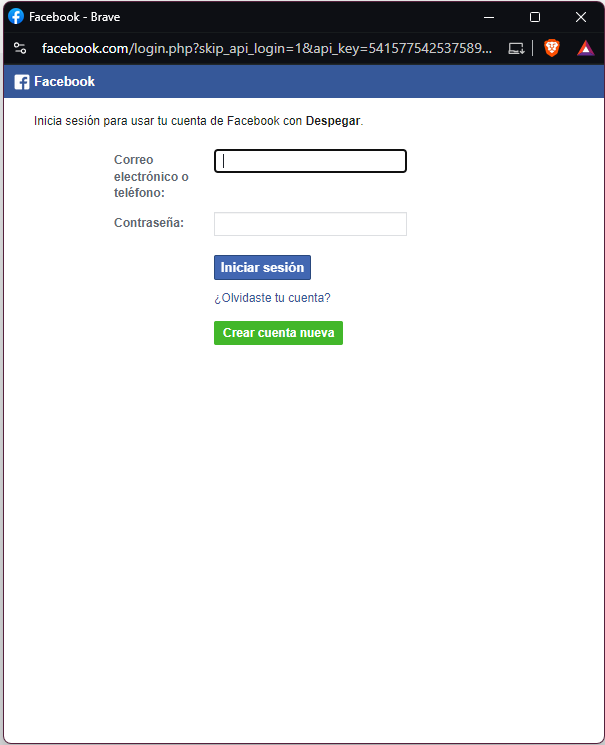 Facebook - Brave
facebook.com/login.php?skip_api_login=1&api_key=541577542537589...
Facebook
Inicia sesión para usar tu cuenta de Facebook con Despegar.
Correo
electrónico o
teléfono:
Contraseña:
Iniciar sesión
¿Olvidaste tu cuenta?
Crear cuenta nueva